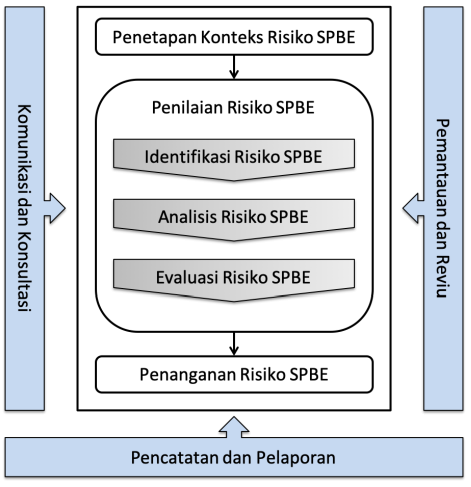 Penetapan Konteks Risiko SPBE
Penilaian Risiko SPBE
Identifikasi Risiko SPBE
Analisis Risiko SPBE
Evaluasi Risiko SPBE
Penanganan Risiko SPBE
Komunikasi dan Konsultasi
Pemantauan dan Reviu
Pencatatan dan Pelaporan